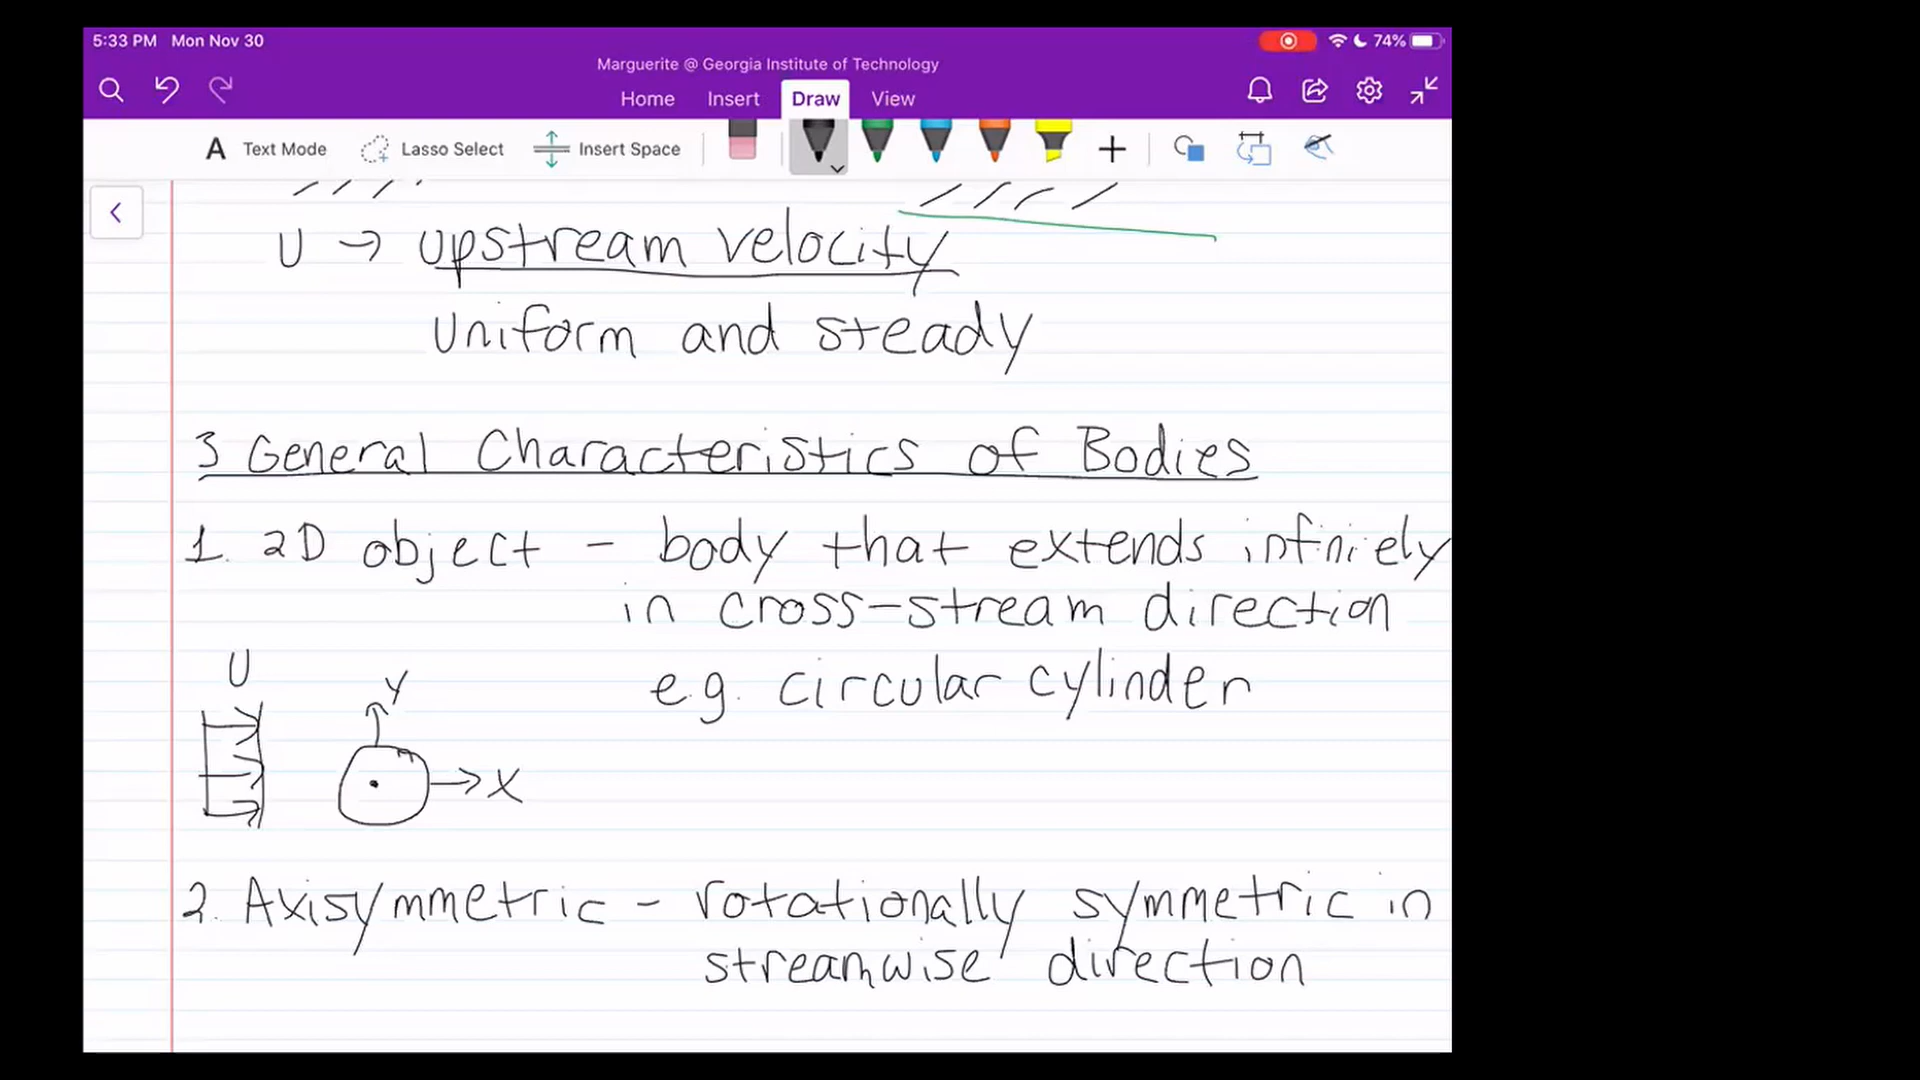 5:33 PM Mon Nov 30
74%
Marguerite @ Georgia Institute of Technology
Home Insert Draw View
A Text Mode Lasso Select Insert Space
U → upstream velocity
uniform and steady
3 General Characteristics of Bodies
1. 2D object - body that extends infinitely
in cross-stream direction
e.g. circular cylinder
U
Y
X
2. Axisymmetric - rotationally symmetric in
streamwise direction